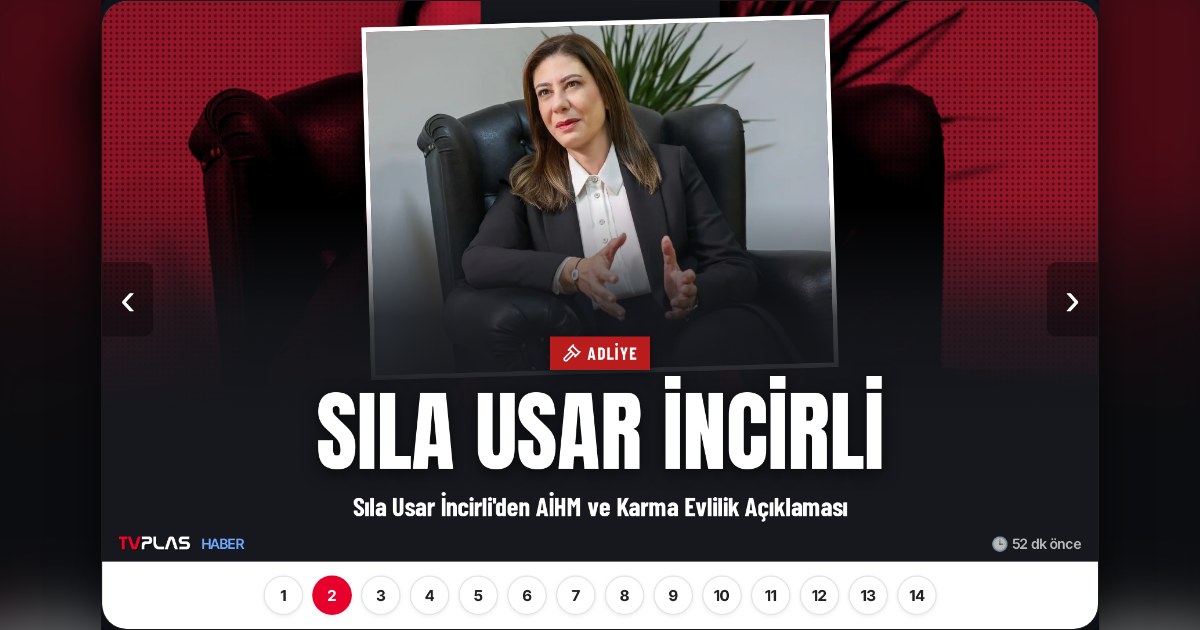 ADLİYE
SILA USAR İNCİRLİ
Sıla Usar İncirli'den AİHM ve Karma Evlilik Açıklaması
TVPLAS HABER
52 dk önce
1 2 3 4 5 6 7 8 9 10 11 12 13 14